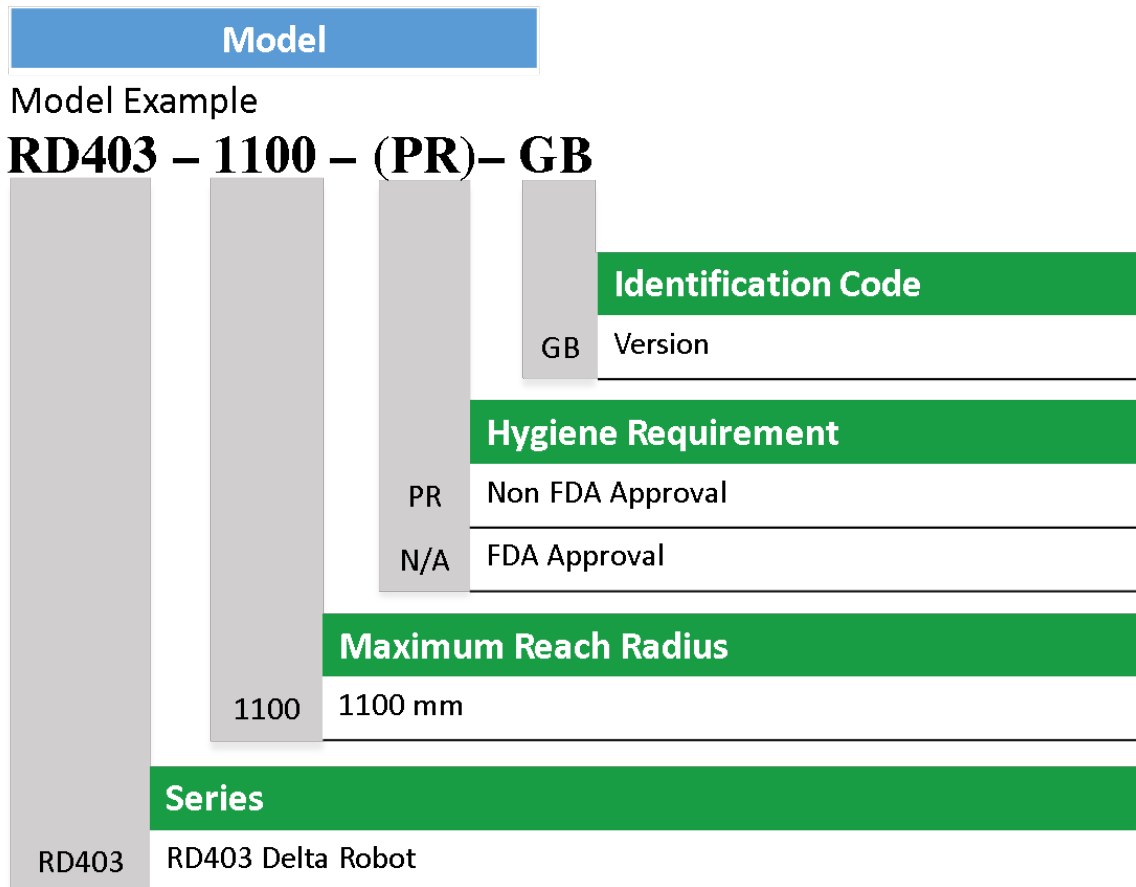 Model
Model Example
RD403 – 1100 – (PR)– GB
Identification Code
GB Version
Hygiene Requirement
PR Non FDA Approval
N/A FDA Approval
Maximum Reach Radius
1100 1100 mm
Series
RD403 RD403 Delta Robot